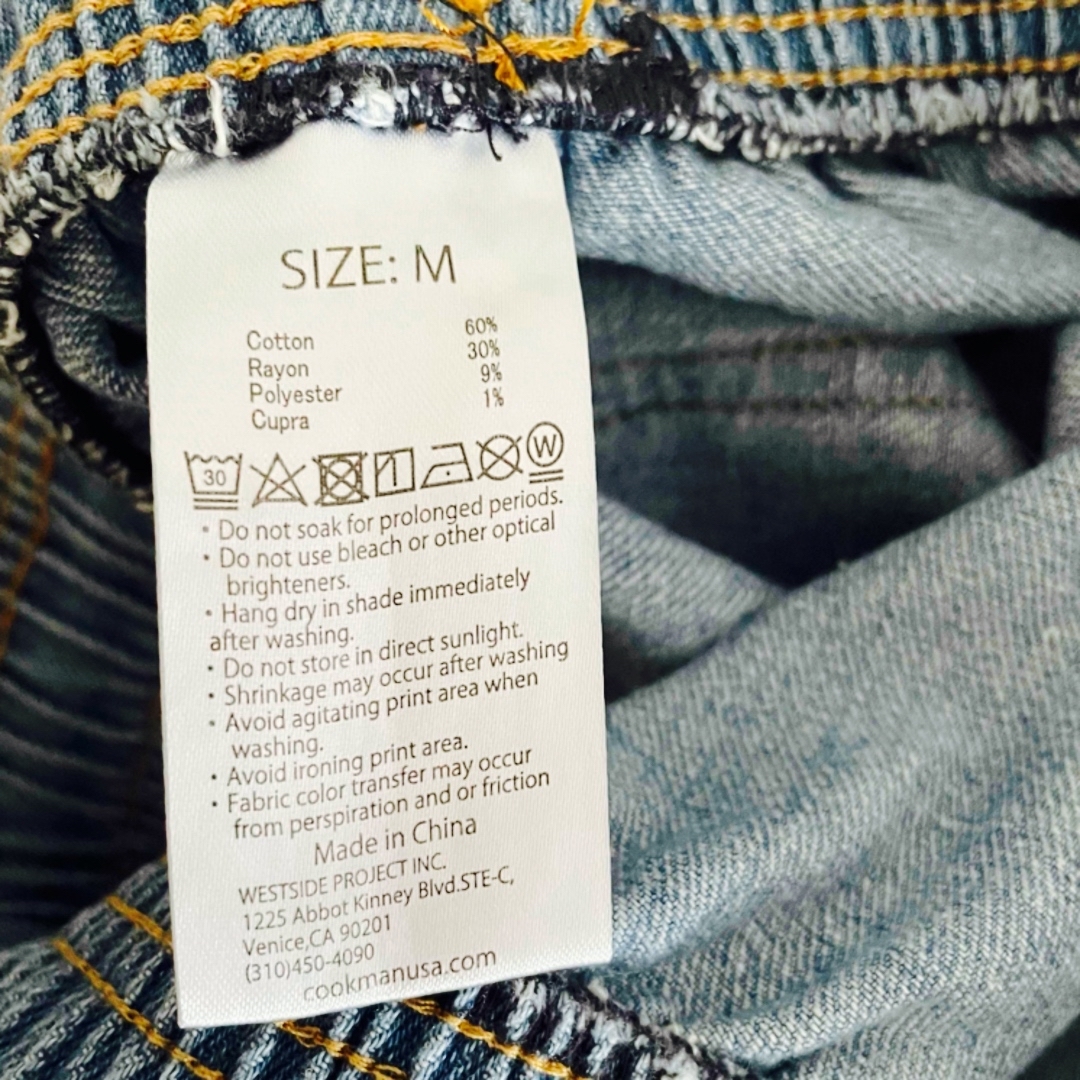 SIZE: M
Cotton 60%
Rayon 30%
Polyester 9%
Cupra 1%
30 W
• Do not soak for prolonged periods.
• Do not use bleach or other optical
brighteners.
• Hang dry in shade immediately
after washing.
• Do not store in direct sunlight.
• Shrinkage may occur after washing
• Avoid agitating print area when
washing.
• Avoid ironing print area.
• Fabric color transfer may occur
from perspiration and or friction
Made in China
WESTSIDE PROJECT INC.
1225 Abbot Kinney Blvd.STE-C,
Venice,CA 90201
(310)450-4090
cookmanusa.com